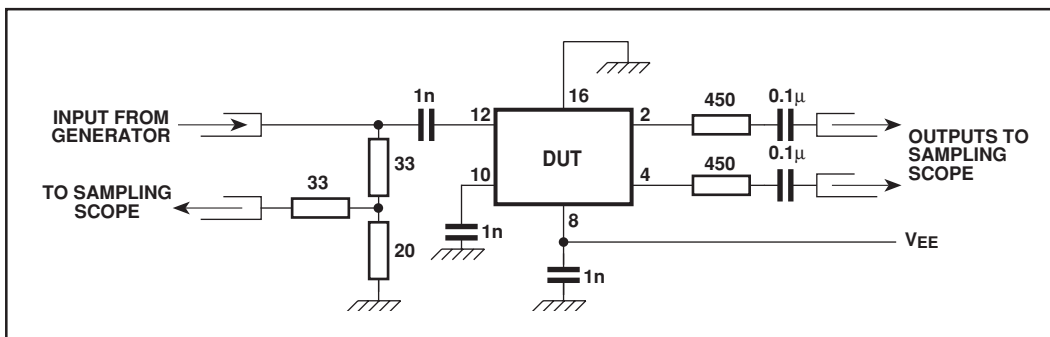 INPUT FROM
GENERATOR
TO SAMPLING
SCOPE
33
33
20
1n
12
10
1n
16
DUT
8
1n
2
4
450
0.1μ
450
0.1μ
OUTPUTS TO
SAMPLING
SCOPE
VEE